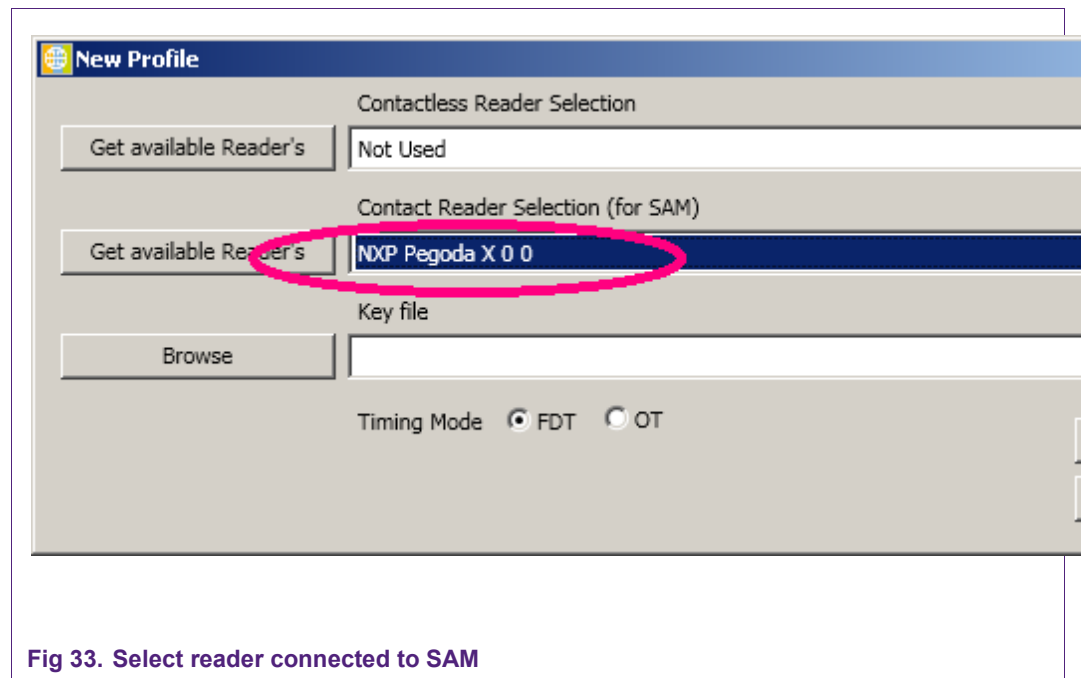 New Profile
Contactless Reader Selection
Get available Reader's
Not Used
Contact Reader Selection (for SAM)
Get available Reader's
NXP Pegoda X 0 0
Key file
Browse
Timing Mode FDT OT
Fig 33. Select reader connected to SAM